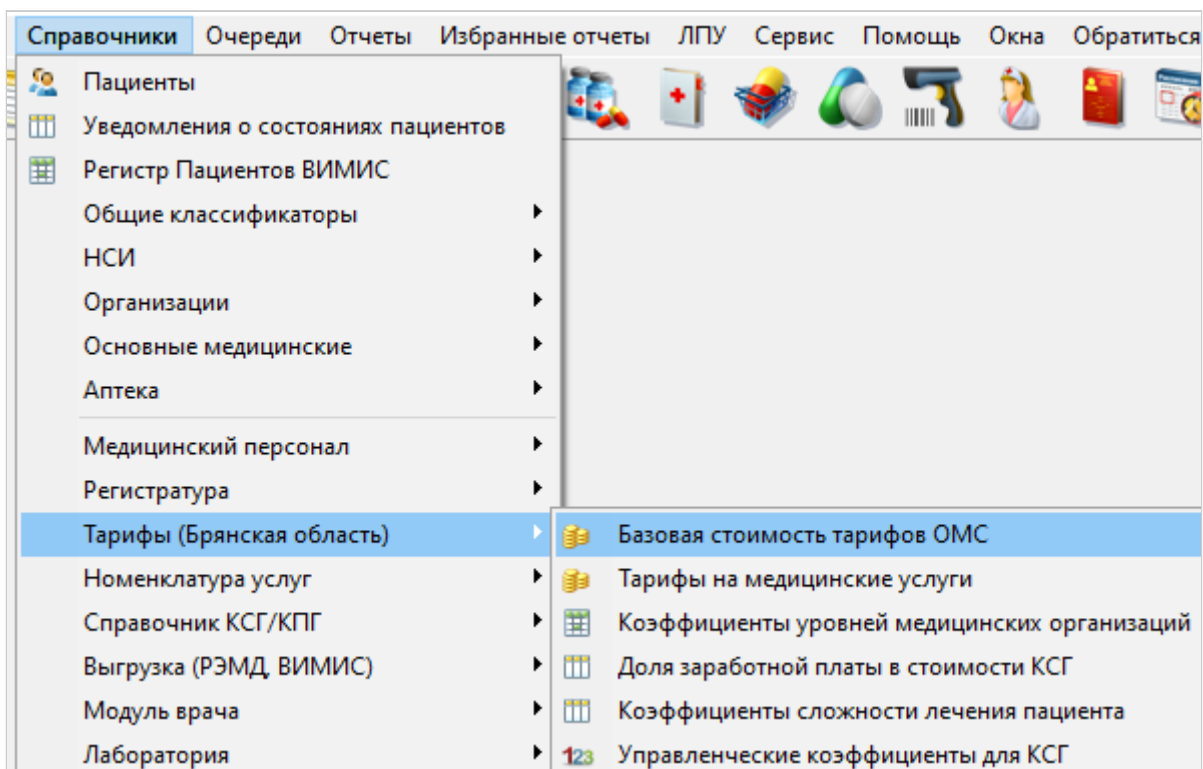 Справочники Очереди Отчеты Избранные отчеты ЛПУ Сервис Помощь Окна Обратиться
Пациенты
Уведомления о состояниях пациентов
Регистр Пациентов ВИМИС
Общие классификаторы
НСИ
Организации
Основные медицинские
Аптека
Медицинский персонал
Регистратура
Тарифы (Брянская область)
Базовая стоимость тарифов ОМС
Номенклатура услуг
Тарифы на медицинские услуги
Справочник КСГ/КПГ
Коэффициенты уровней медицинских организаций
Выгрузка (РЭМД, ВИМИС)
Доля заработной платы в стоимости КСГ
Модуль врача
Коэффициенты сложности лечения пациента
Лаборатория
123 Управленческие коэффициенты для КСГ